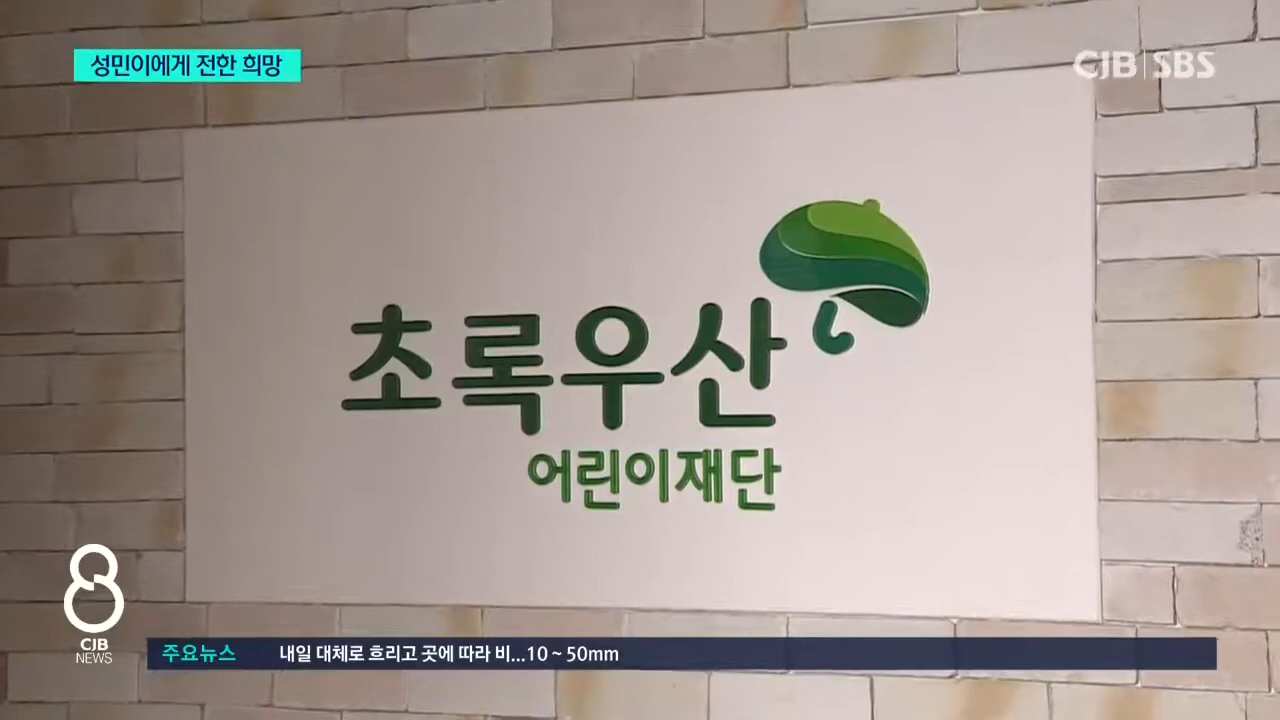 성민이에게 전한 희망
CJB SBS
초록우산
어린이재단
8
CJB
NEWS
주요뉴스 내일 대체로 흐리고 곳에 따라 비...10 ~ 50mm